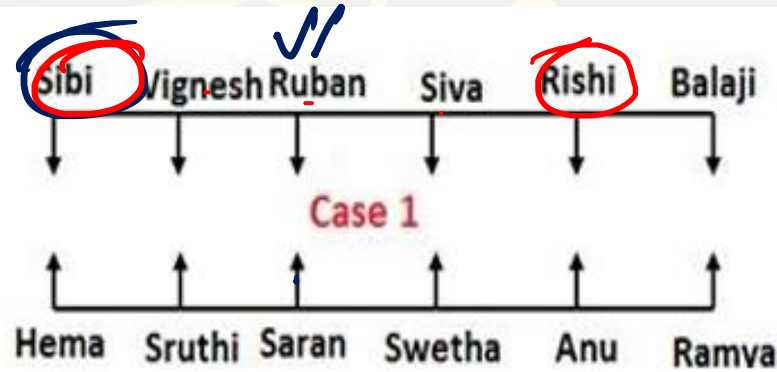 Sibi Vignesh Ruban Siva Rishi Balaji
Case 1
Hema Sruthi Saran Swetha Anu Ramya